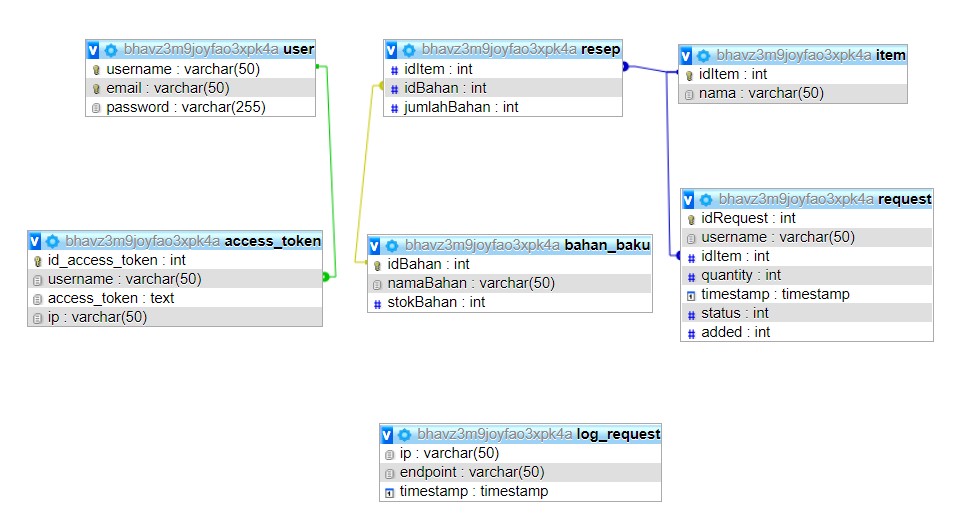 bhavz3m9joyfao3xpk4a user
username : varchar(50)
email : varchar(50)
password : varchar(255)
bhavz3m9joyfao3xpk4a resep
idItem : int
idBahan : int
jumlahBahan : int
bhavz3m9joyfao3xpk4a item
idItem : int
nama : varchar(50)
bhavz3m9joyfao3xpk4a request
idRequest : int
username : varchar(50)
idItem : int
quantity : int
timestamp : timestamp
status : int
added : int
bhavz3m9joyfao3xpk4a access_token
id_access_token : int
username : varchar(50)
access_token : text
ip : varchar(50)
bhavz3m9joyfao3xpk4a bahan_baku
idBahan : int
namaBahan : varchar(50)
stokBahan : int
bhavz3m9joyfao3xpk4a log_request
ip : varchar(50)
endpoint : varchar(50)
timestamp : timestamp